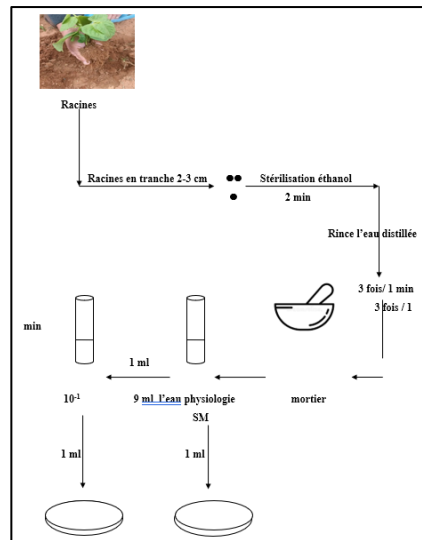 Racines
Racines en tranche 2-3 cm
Stérilisation éthanol
2 min
Rince l'eau distillée
3 fois/ 1 min
3 fois / 1
min
1 ml
10-1
9 ml l'eau physiologie
mortier
SM
1 ml
1 ml